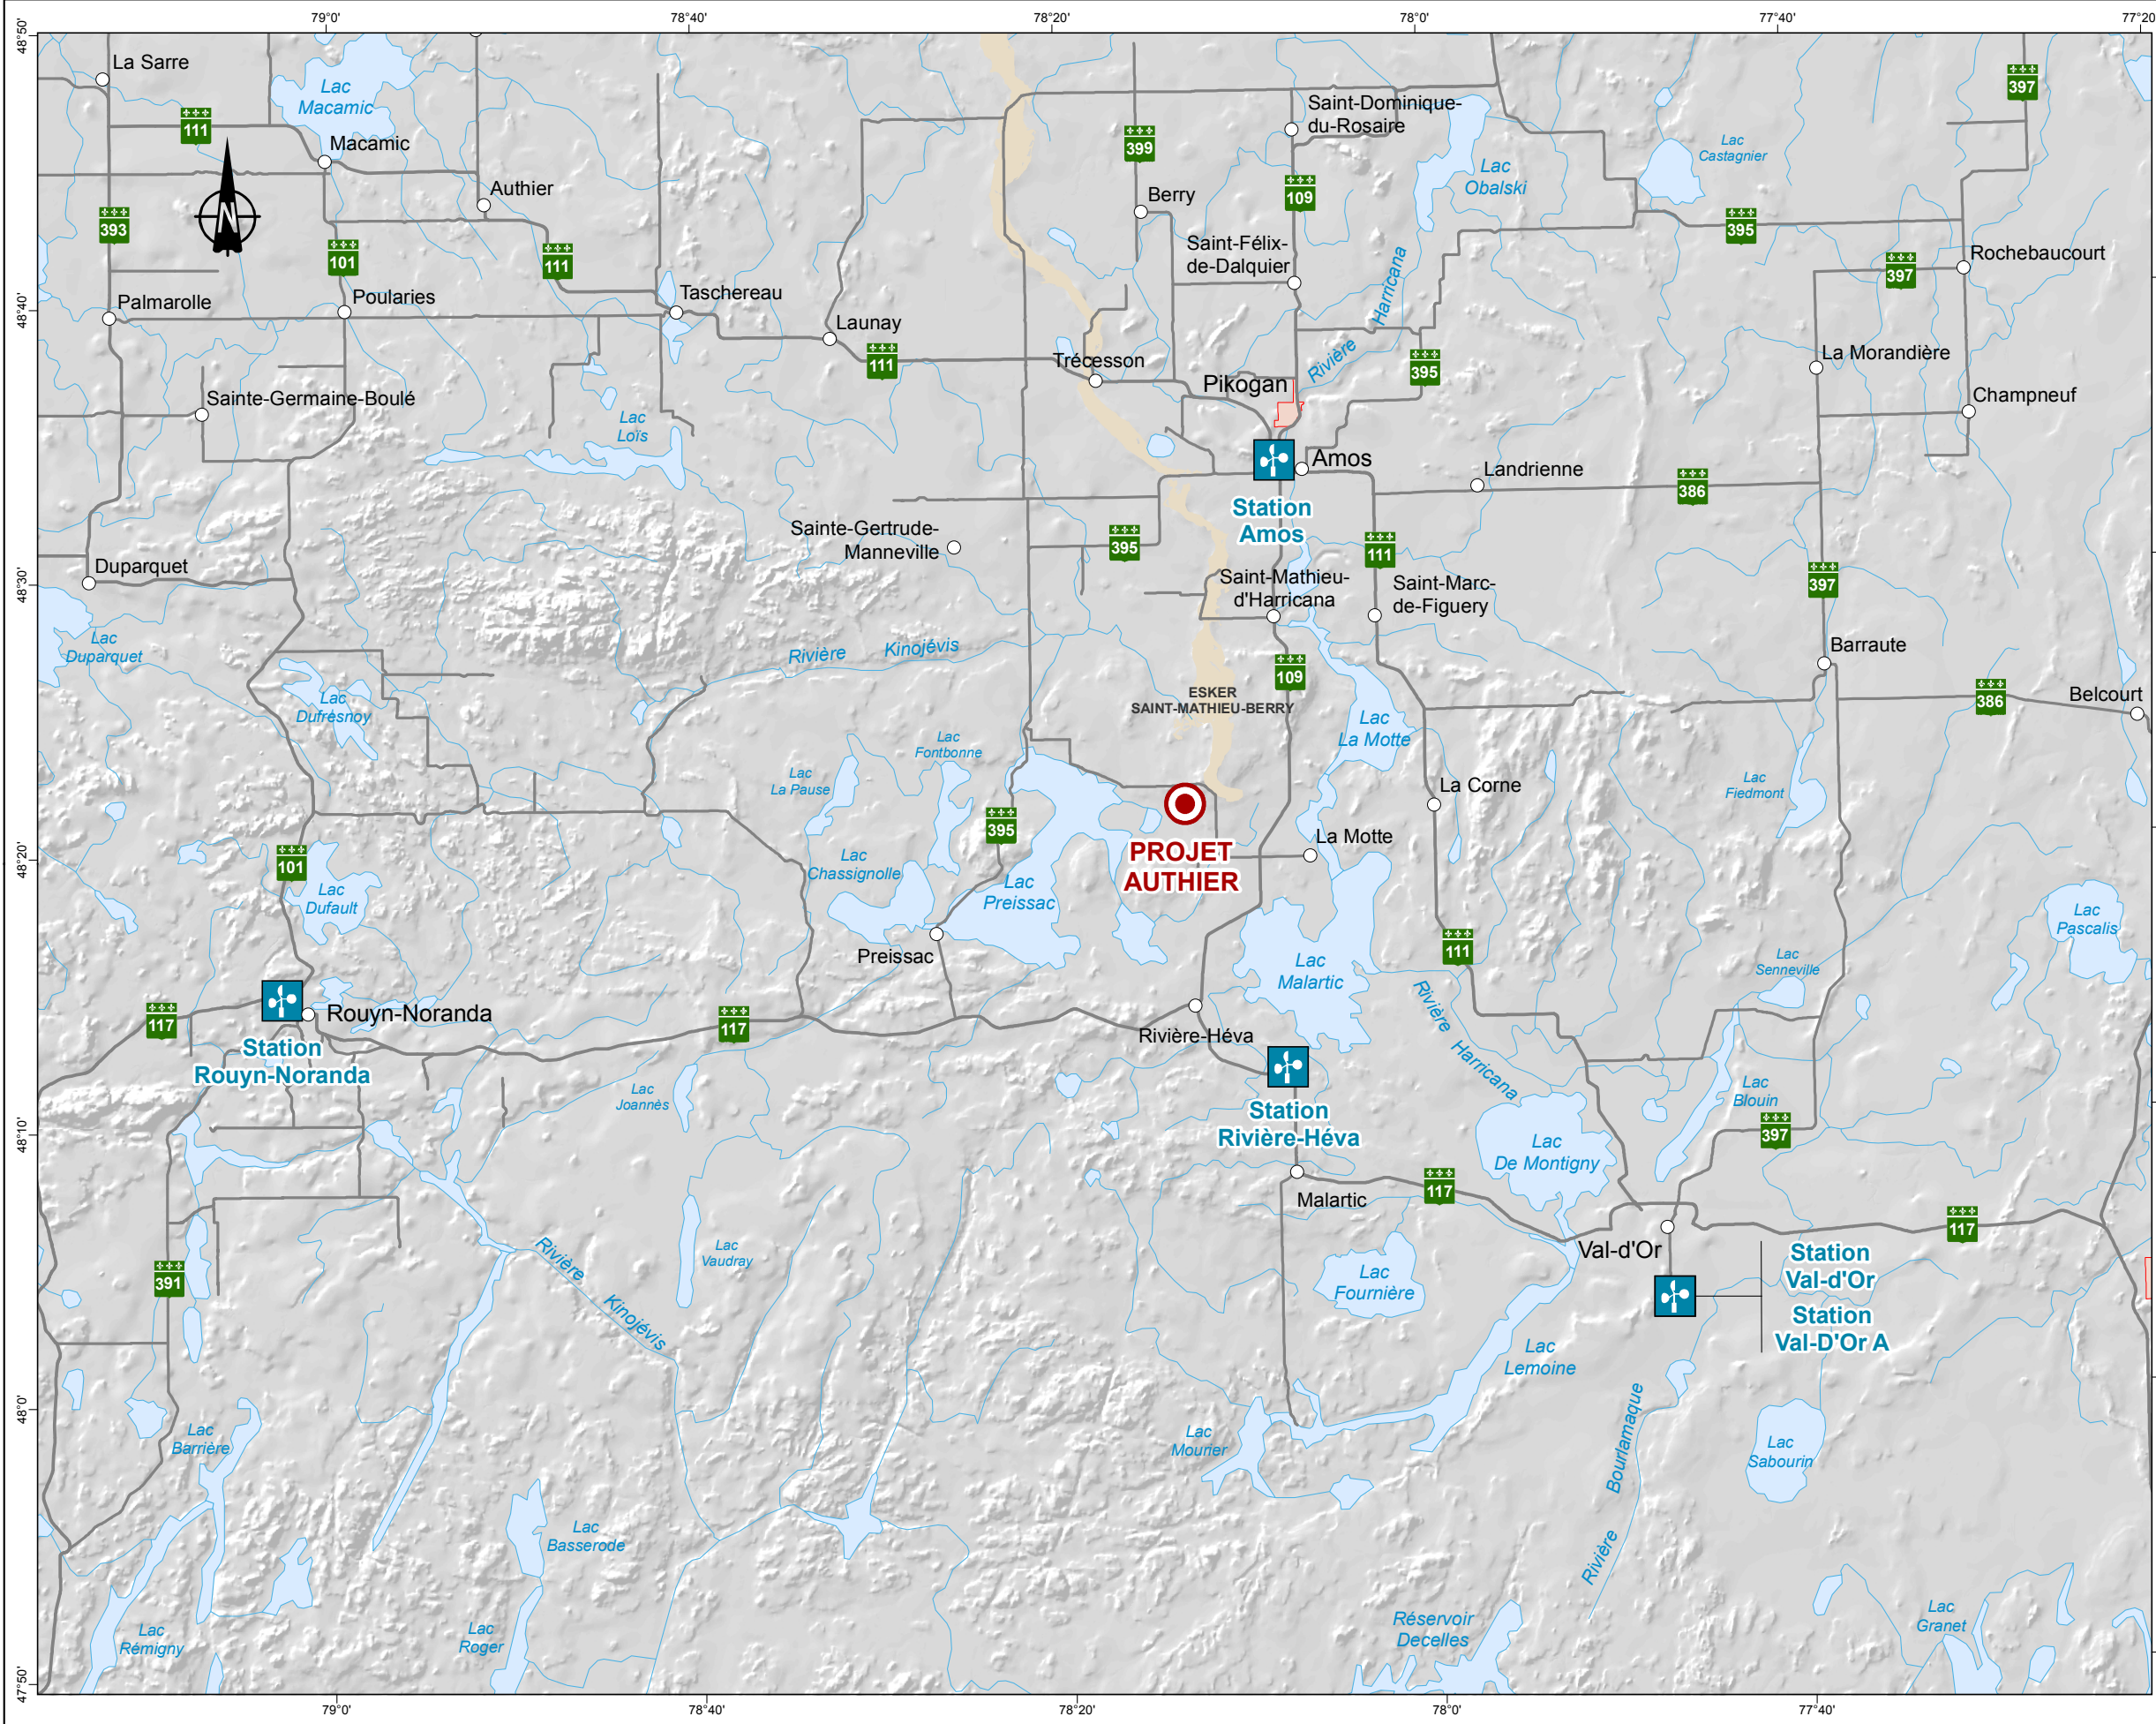 79°0'
78°40'
78°20'
78°0'
77°40'
77°20
48°50'
La Sarre
Lac
Macamic
111
Macamic
Authier
393
N
101
111
Palmarolle
Poularies
Taschereau
Launay
111
48°40'
Sainte-Germaine-Boulé
Lac
Loïs
399
Berry
Saint-Dominique-
du-Rosaire
109
Saint-Félix-
de-Dalquier
Rivière
Harricana
Lac
Obalski
Lac
Castagnier
397
395
397
Rochebaucourt
La Morandière
Champneuf
Trécesson
Pikogan
395
Amos
Station
Amos
Landrienne
386
Sainte-Gertrude-
Manneville
395
111
Saint-Mathieu-
d'Harricana
Saint-Marc-
de-Figuery
397
Barraute
48°30'
Duparquet
Lac
Duparquet
Rivière
Kinojévis
Lac
Dufresnoy
109
ESKER
SAINT-MATHIEU-BERRY
Lac
La Motte
386
Belcourt
Lac
Fontbonne
Lac
La Pause
La Corne
Lac
Fiedmont
395
PROJET
AUTHIER
La Motte
48°20'
101
Lac
Dufault
Lac
Chassignolle
Lac
Preissac
Preissac
Lac
Malartic
111
Lac
Senneville
Lac
Pascalis
117
Rouyn-Noranda
Station
Rouyn-Noranda
117
Rivière-Héva
Station
Rivière-Héva
Rivière
Harricana
Lac
Joannès
Lac
Blouin
397
48°10'
Lac
De Montigny
Malartic
117
Val-d'Or
117
Station
Val-d'Or
Station
Val-D'Or A
391
Rivière
Kinojévis
Lac
Vaudray
Lac
Fournière
Lac
Lemoine
48°0'
Lac
Barrière
Lac
Mourier
Rivière
Bourlamaque
Lac
Sabourin
Lac
Basserode
Lac
Rémigny
Lac
Roger
Réservoir
Decelles
Lac
Granet
47°50'
79°0'
78°40'
78°20'
78°0'
77°40'